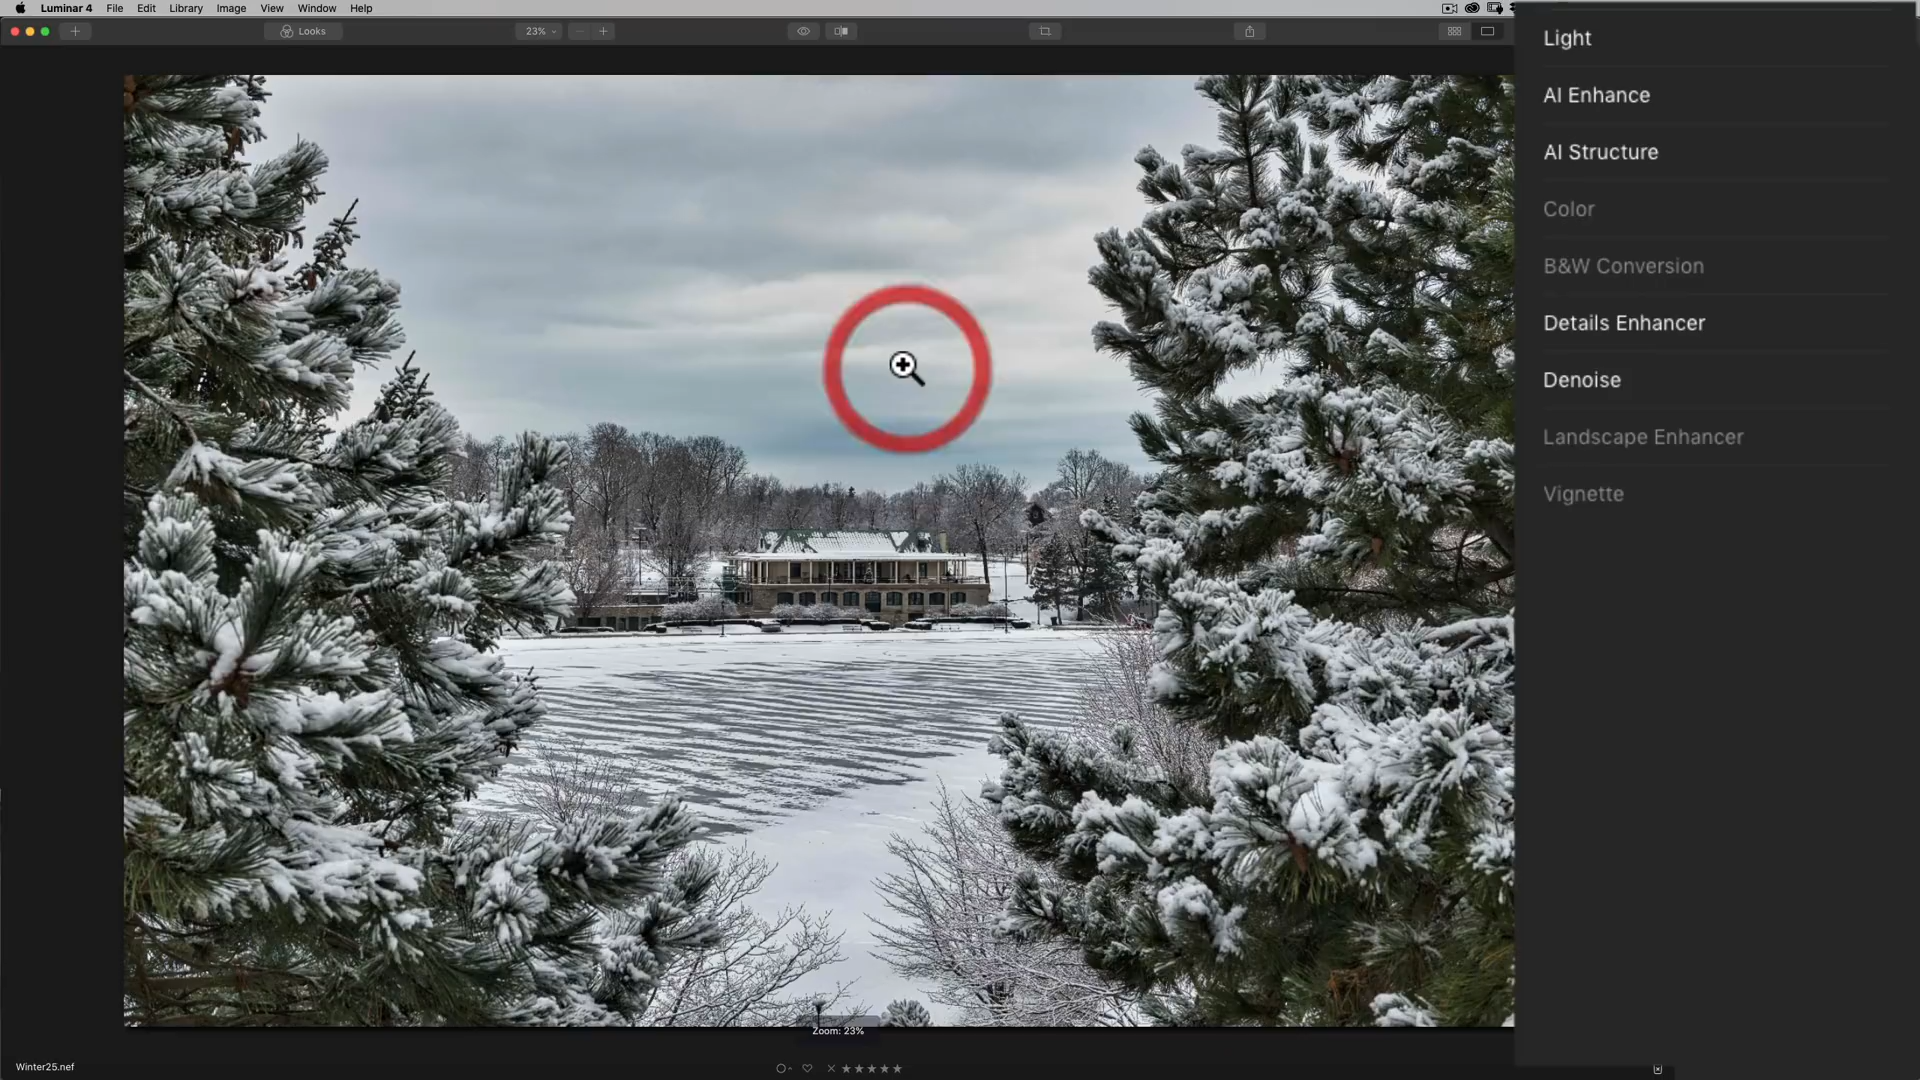 Luminar 4 File Edit Library Image View Window Help
Looks
23%
Light
AI Enhance
AI Structure
Color
B&W Conversion
Details Enhancer
Denoise
Landscape Enhancer
Vignette
Zoom: 23%
Winter25.nef